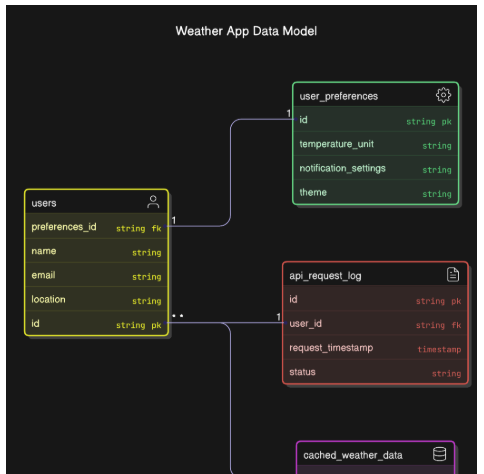 Weather App Data Model
user_preferences
id string pk
temperature_unit string
notification_settings string
theme string
1
1
users
preferences_id string fk
name string
email string
location string
id string pk
* *
1
api_request_log
id string pk
user_id string fk
request_timestamp timestamp
status string
cached_weather_data